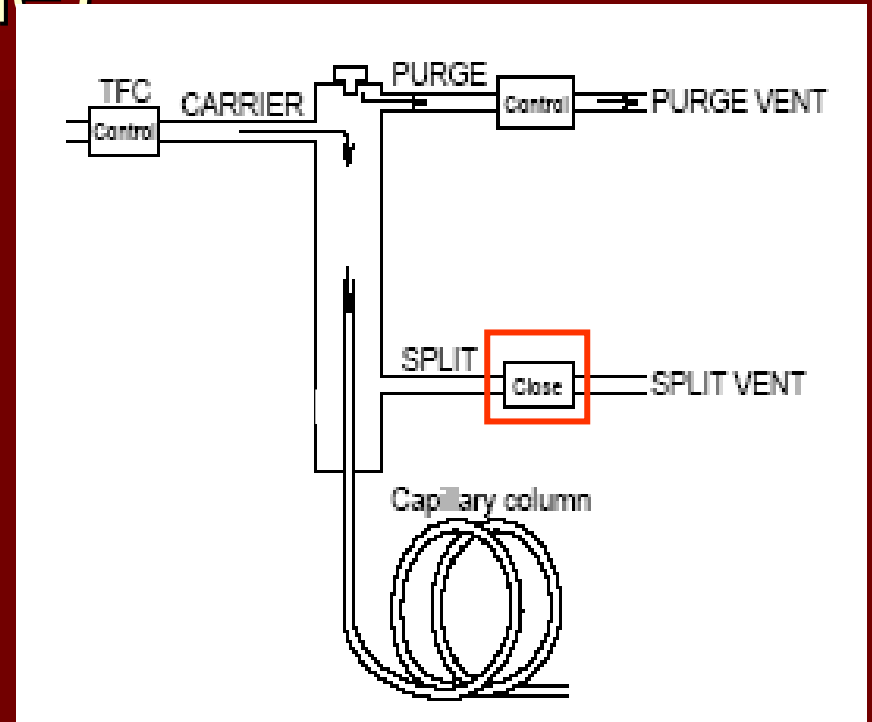 TFC
Control
CARRIER
PURGE
Control
PURGE VENT
SPLIT
Close
SPLIT VENT
Capillary column